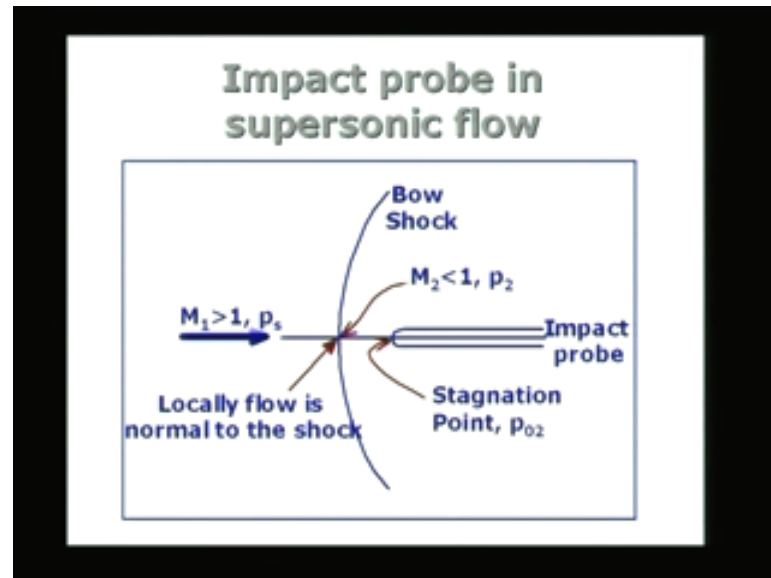 Impact probe in
supersonic flow
Bow
Shock
M₂<1, p₂
M₁>1, pₛ
Impact
probe
Locally flow is
normal to the shock
Stagnation
Point, p₀₂